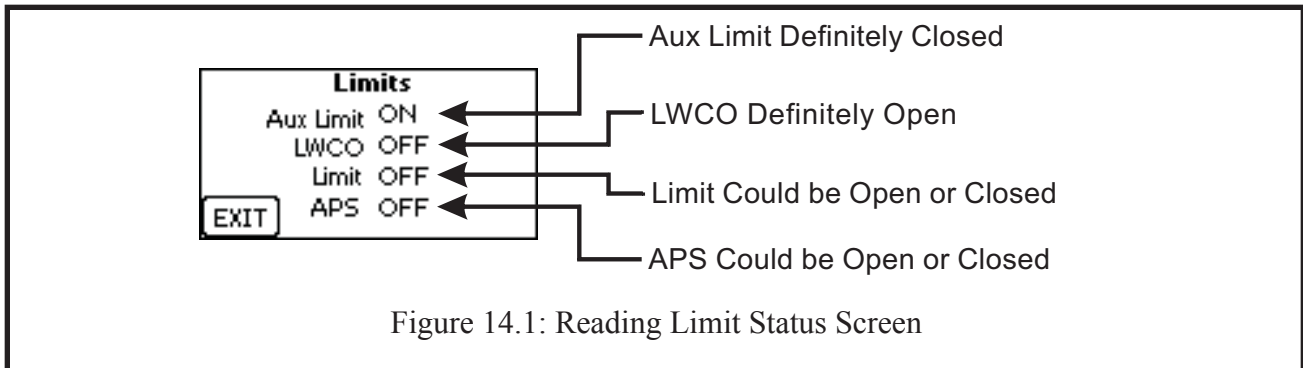 Limits
Aux Limit ON
LWCO OFF
Limit OFF
APS OFF
EXIT
Aux Limit Definitely Closed
LWCO Definitely Open
Limit Could be Open or Closed
APS Could be Open or Closed
Figure 14.1: Reading Limit Status Screen